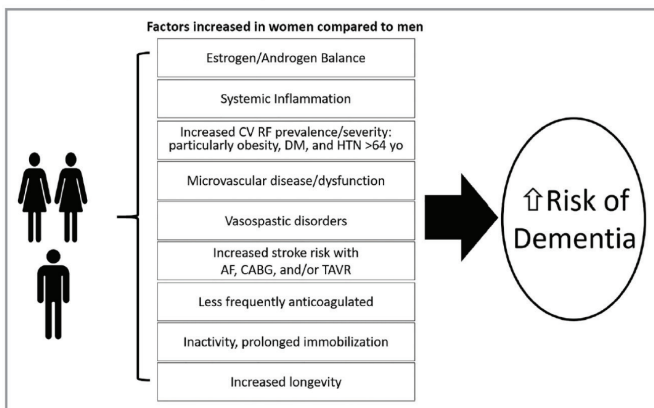 Factors increased in women compared to men
Estrogen/Androgen Balance
Systemic Inflammation
Increased CV RF prevalence/severity:
particularly obesity, DM, and HTN >64 yo
Microvascular disease/dysfunction
Vasospastic disorders
Increased stroke risk with
AF, CABG, and/or TAVR
Less frequently anticoagulated
Inactivity, prolonged immobilization
Increased longevity
⇧Risk of
Dementia